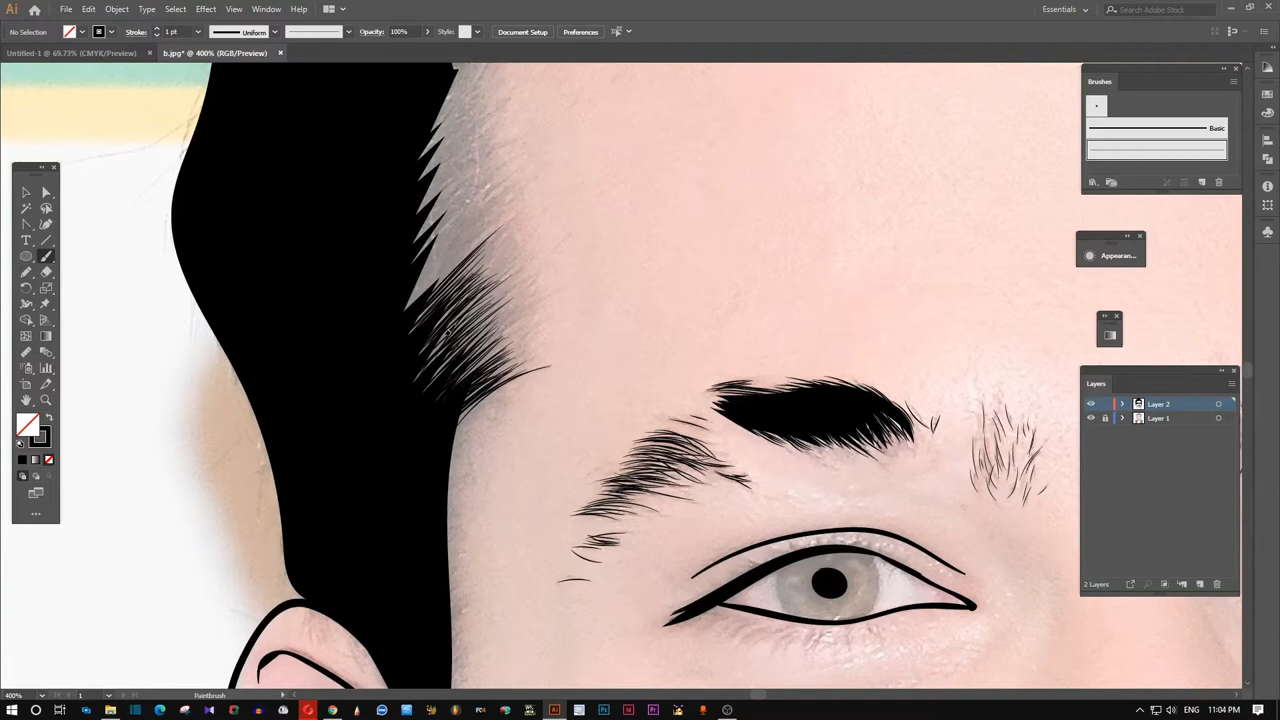 Ai File Edit Object Type Select Effect View Window Help Essentials Search Adobe Stock
No Selection Stroke: 1 pt Uniform Opacity: 100% Style: Document Setup Preferences
Untitled-1 @ 69.73% (CMYK/Preview) × b.jpg* @ 400% (RGB/Preview) ×
Brushes
Basic
Appearan...
Layers
Layer 2
Layer 1
2 Layers
400% 1 Paintbrush
11:04 PM